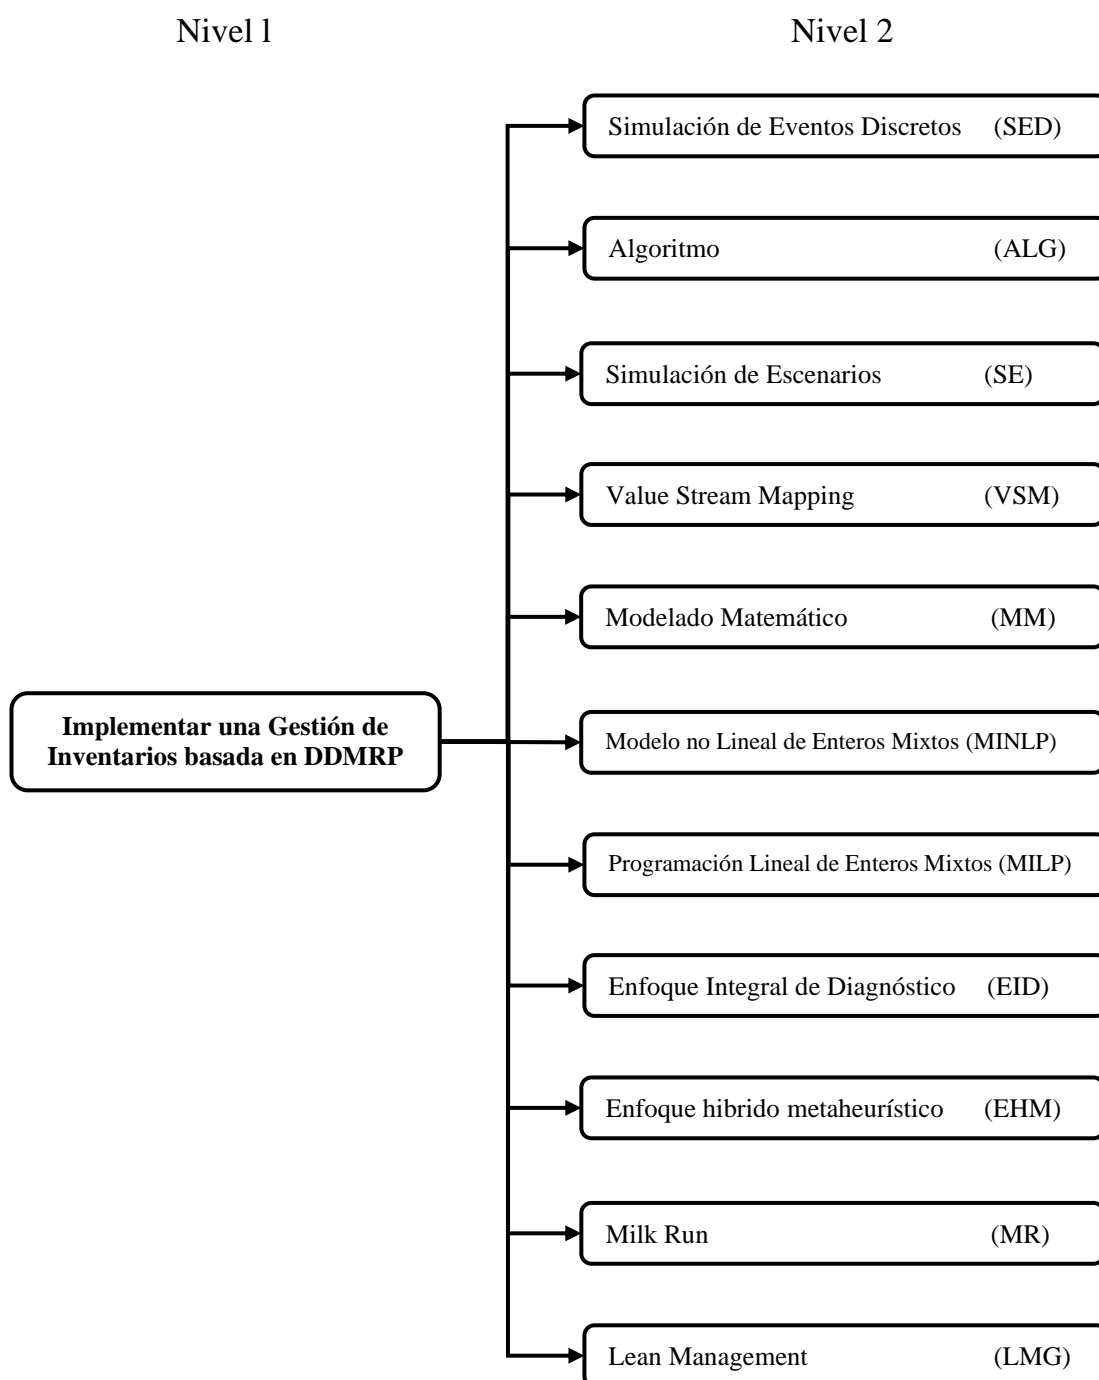 Nivel l
Nivel 2
Simulación de Eventos Discretos (SED)
Algoritmo (ALG)
Simulación de Escenarios (SE)
Value Stream Mapping (VSM)
Modelado Matemático (MM)
Implementar una Gestión de
Inventarios basada en DDMRP
Modelo no Lineal de Enteros Mixtos (MINLP)
Programación Lineal de Enteros Mixtos (MILP)
Enfoque Integral de Diagnóstico (EID)
Enfoque hibrido metaheurístico (EHM)
Milk Run (MR)
Lean Management (LMG)